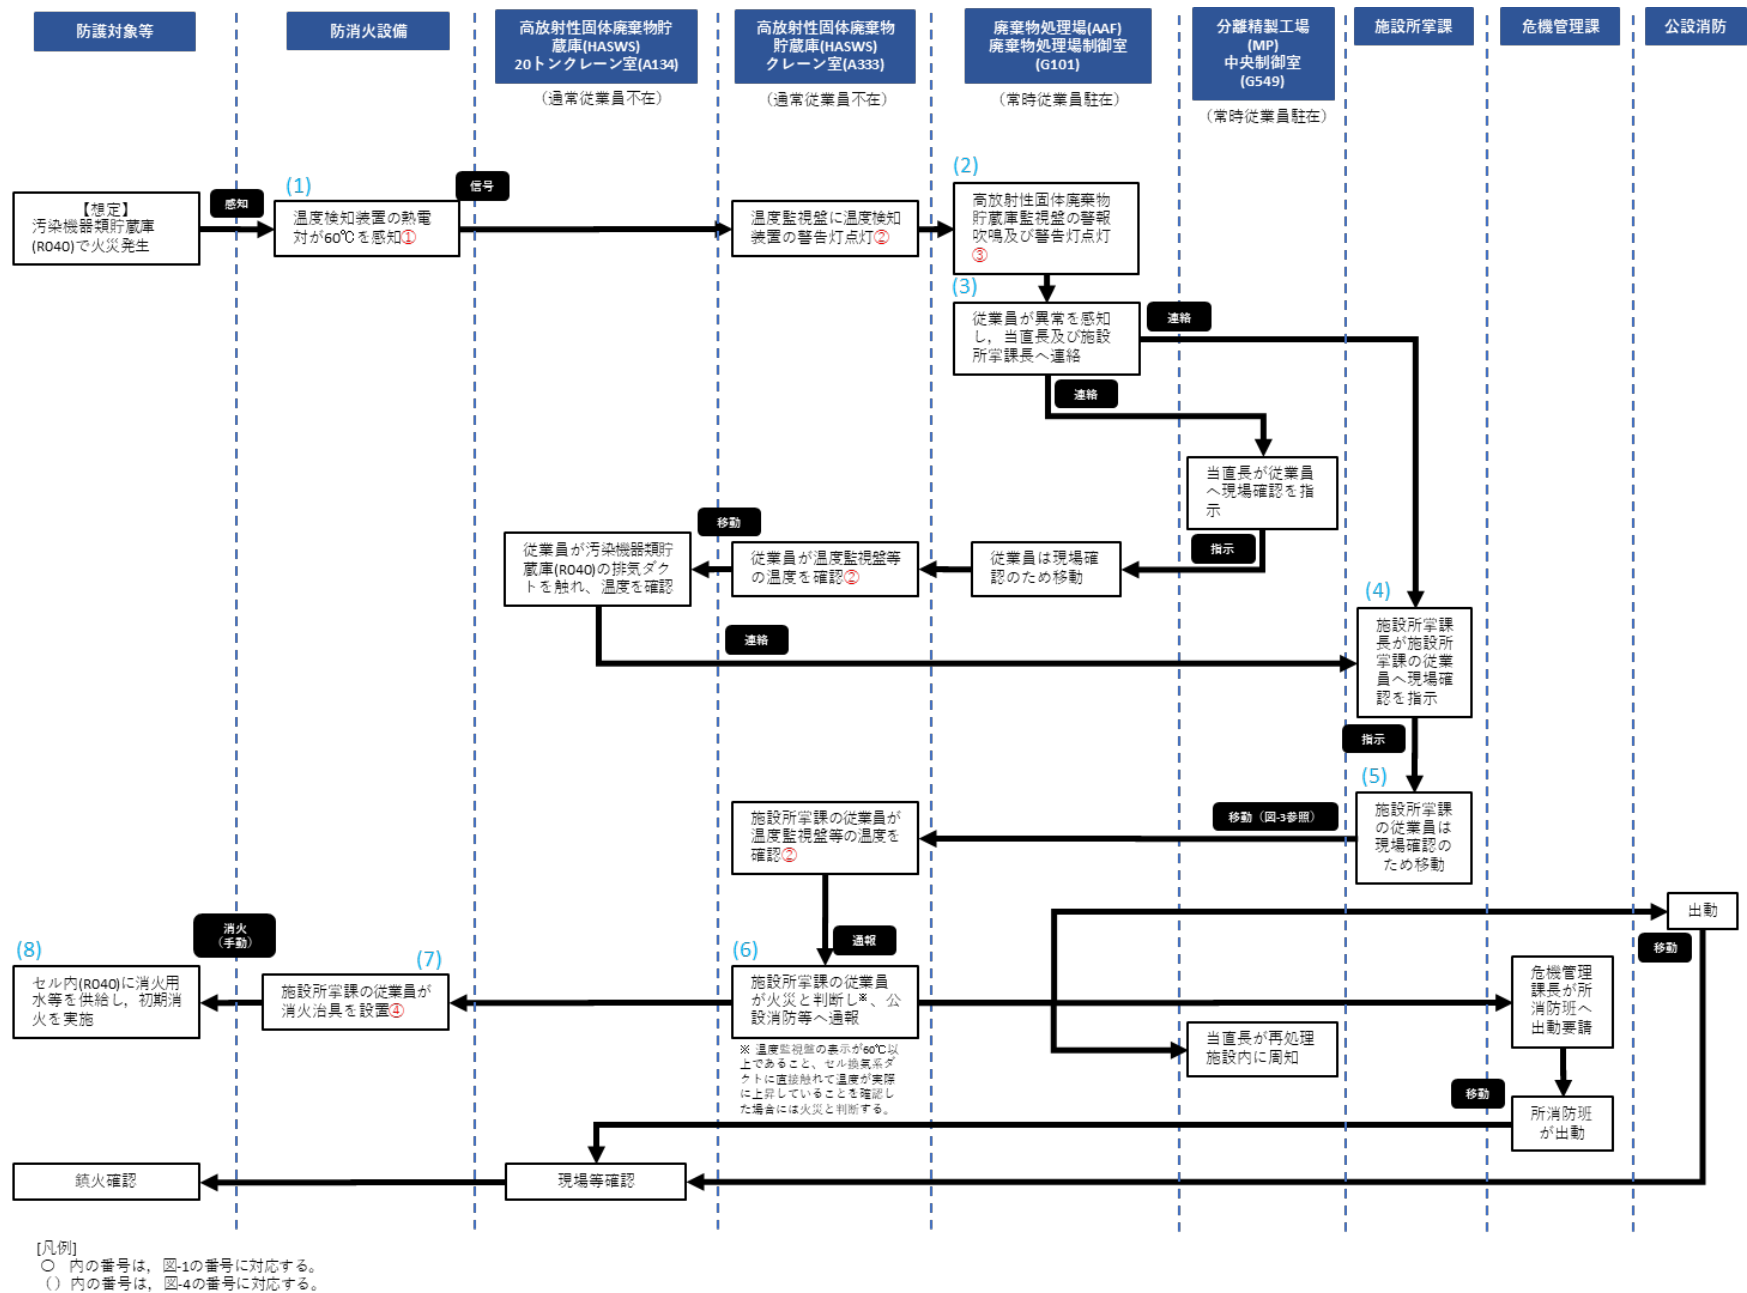 防護対象等
防消火設備
高放射性固体廃棄物貯
蔵庫(HASWS)
20トンクレーン室(A134)
（通常従業員不在）
高放射性固体廃棄物
貯蔵庫(HASWS)
クレーン室(A333)
（通常従業員不在）
廃棄物処理場(AAF)
廃棄物処理場制御室
(G101)
（常時従業員駐在）
分離精製工場
(MP)
中央制御室
(G549)
（常時従業員駐在）
施設所掌課
危機管理課
公設消防
【想定】
汚染機器類貯蔵庫
(R040)で火災発生
感知
(1)
温度検知装置の熱電
対が60℃を感知①
信号
温度監視盤に温度検知
装置の警告灯点灯②
(2)
高放射性固体廃棄物
貯蔵庫監視盤の警報
吹鳴及び警告灯点灯
③
(3)
従業員が異常を感知
し，当直長及び施設
所掌課長へ連絡
連絡
連絡
当直長が従業員
へ現場確認を指
示
指示
従業員は現場確
認のため移動
従業員が温度監視盤等
の温度を確認②
移動
従業員が汚染機器類貯
蔵庫(R040)の排気ダク
トを触れ、温度を確認
連絡
(4)
施設所掌課
長が施設所
掌課の従業
員へ現場確
認を指示
指示
(5)
施設所掌課
の従業員は
現場確認の
ため移動
移動（図-3参照）
施設所掌課の従業員が
温度監視盤等の温度を
確認②
通報
(6)
施設所掌課の従業員
が火災と判断し※、公
設消防等へ通報
※ 温度監視盤の表示が60℃以
上であること、セル換気系ダ
クトに直接触れて温度が実際
に上昇していることを確認し
た場合には火災と判断する。
(7)
施設所掌課の従業員が
消火治具を設置④
消火
（手動）
(8)
セル内(R040)に消火用
水等を供給し，初期消
火を実施
出動
移動
危機管理
課長が所
消防班へ
出動要請
当直長が再処理
施設内に周知
移動
所消防班
が出動
現場等確認
鎮火確認
[凡例]
○　内の番号は，図-1の番号に対応する。
（）内の番号は，図-4の番号に対応する。